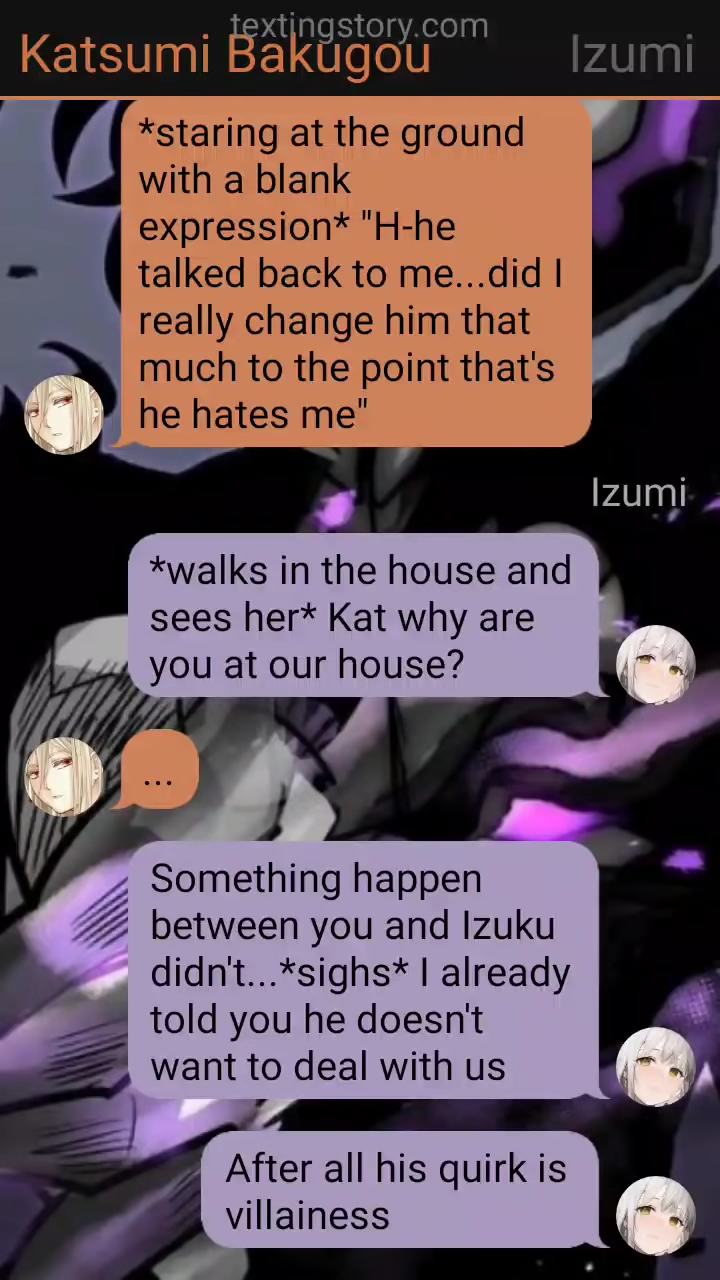 textingstory.com
Katsumi Bakugou Izumi
*staring at the ground
with a blank
expression* "H-he
talked back to me...did I
really change him that
much to the point that's
he hates me"
Izumi
*walks in the house and
sees her* Kat why are
you at our house?
...
Something happen
between you and Izuku
didn't...*sighs* I already
told you he doesn't
want to deal with us
After all his quirk is
villainess